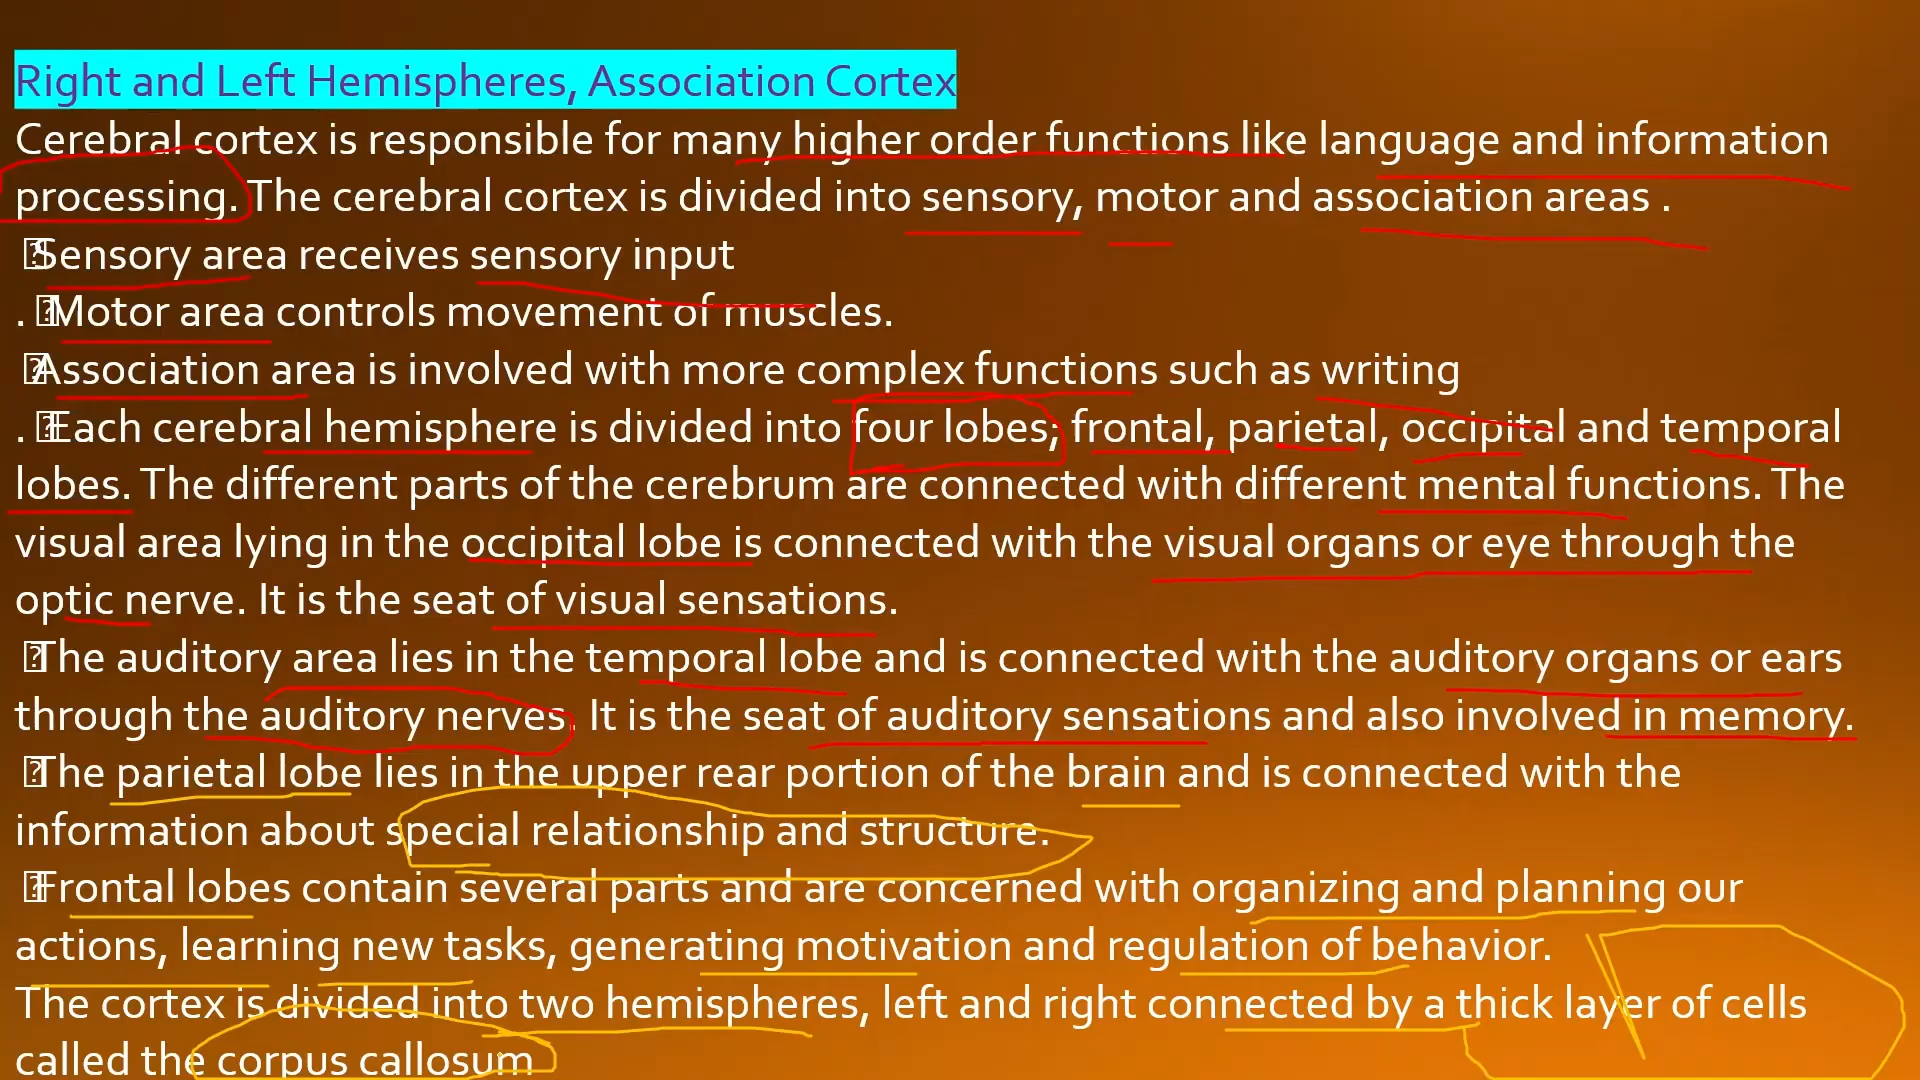 Right and Left Hemispheres, Association Cortex
Cerebral cortex is responsible for many higher order functions like language and information
processing. The cerebral cortex is divided into sensory, motor and association areas .
Sensory area receives sensory input
. Motor area controls movement of muscles.
Association area is involved with more complex functions such as writing
. Each cerebral hemisphere is divided into four lobes; frontal, parietal, occipital and temporal
lobes. The different parts of the cerebrum are connected with different mental functions. The
visual area lying in the occipital lobe is connected with the visual organs or eye through the
optic nerve. It is the seat of visual sensations.
The auditory area lies in the temporal lobe and is connected with the auditory organs or ears
through the auditory nerves. It is the seat of auditory sensations and also involved in memory.
The parietal lobe lies in the upper rear portion of the brain and is connected with the
information about special relationship and structure.
Frontal lobes contain several parts and are concerned with organizing and planning our
actions, learning new tasks, generating motivation and regulation of behavior.
The cortex is divided into two hemispheres, left and right connected by a thick layer of cells
called the corpus callosum